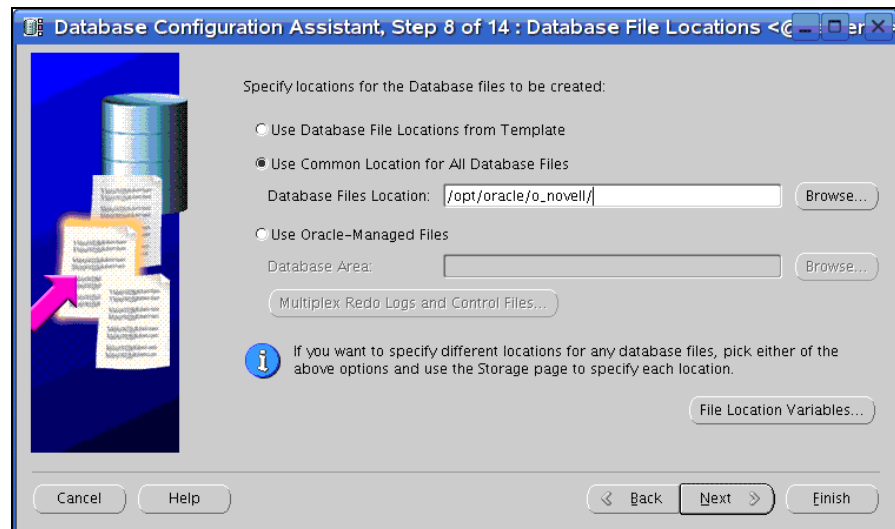 Database Configuration Assistant, Step 8 of 14 : Database File Locations <@
Specify locations for the Database files to be created:
Use Database File Locations from Template
Use Common Location for All Database Files
Database Files Location: /opt/oracle/o_novell/
Browse...
Use Oracle-Managed Files
Database Area:
Browse...
Multiplex Redo Logs and Control Files...
If you want to specify different locations for any database files, pick either of the
above options and use the Storage page to specify each location.
File Location Variables...
Cancel
Help
Back
Next
Finish